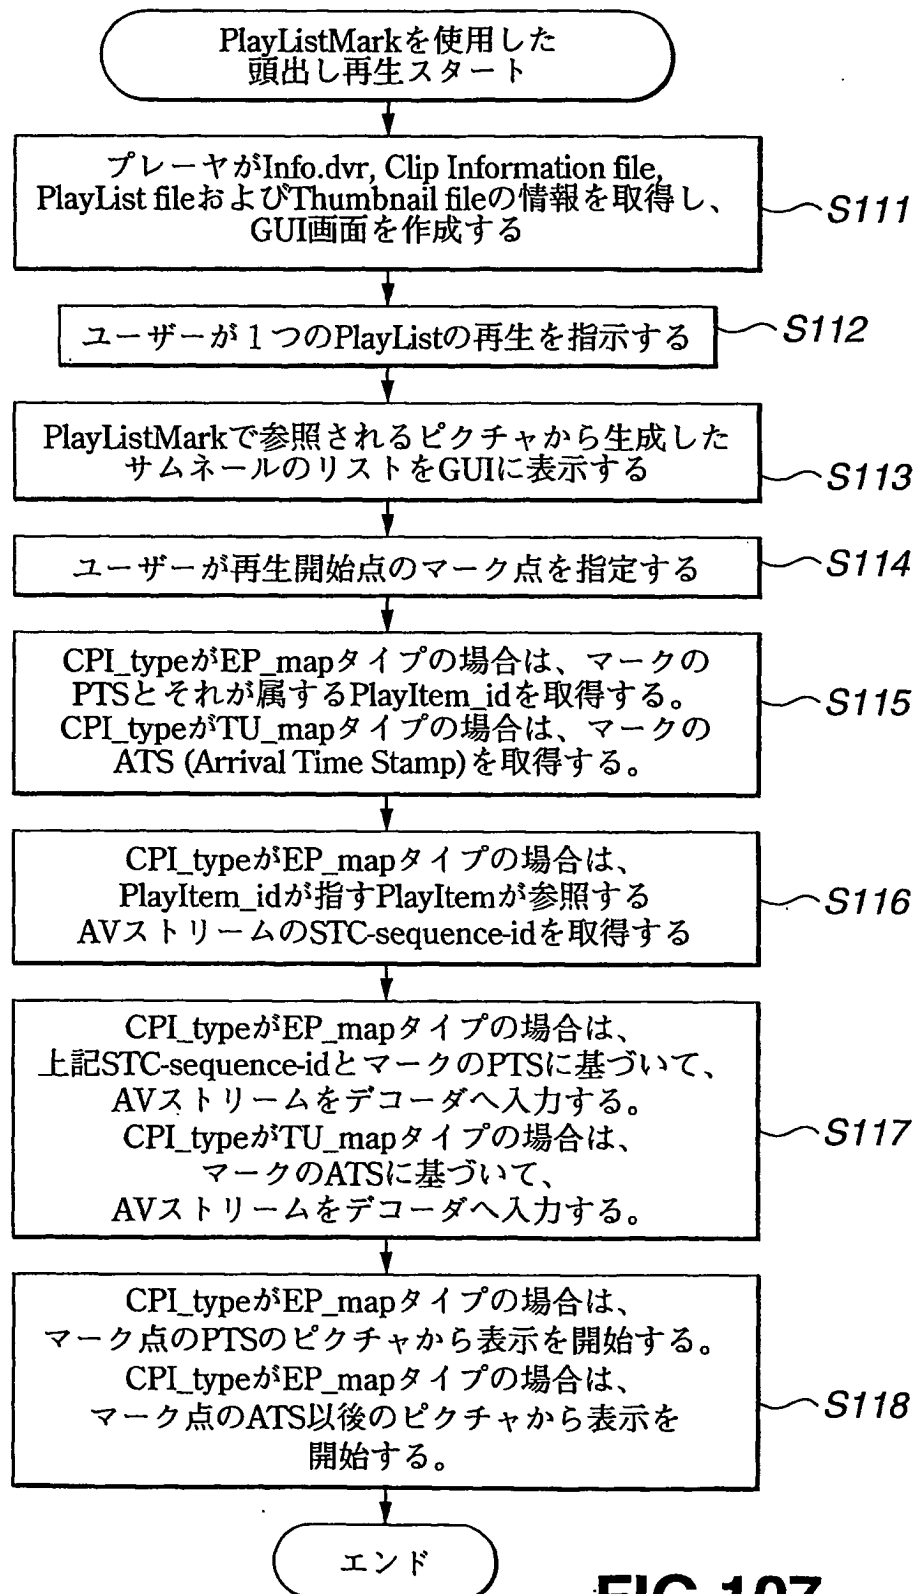 PlayListMarkを使用した
頭出し再生スタート
プレーヤがInfo.dvr, Clip Information file,
PlayList fileおよびThumbnail fileの情報を取得し、
GUI画面を作成する
S111
ユーザーが１つのPlayListの再生を指示する
S112
PlayListMarkで参照されるピクチャから生成した
サムネールのリストをGUIに表示する
S113
ユーザーが再生開始点のマーク点を指定する
S114
CPI_typeがEP_mapタイプの場合は、マークの
PTSとそれが属するPlayItem_idを取得する。
CPI_typeがTU_mapタイプの場合は、マークの
ATS (Arrival Time Stamp)を取得する。
S115
CPI_typeがEP_mapタイプの場合は、
PlayItem_idが指すPlayItemが参照する
AVストリームのSTC-sequence-idを取得する
S116
CPI_typeがEP_mapタイプの場合は、
上記STC-sequence-idとマークのPTSに基づいて、
AVストリームをデコーダへ入力する。
CPI_typeがTU_mapタイプの場合は、
マークのATSに基づいて、
AVストリームをデコーダへ入力する。
S117
CPI_typeがEP_mapタイプの場合は、
マーク点のPTSのピクチャから表示を開始する。
CPI_typeがEP_mapタイプの場合は、
マーク点のATS以後のピクチャから表示を
開始する。
S118
エンド
FIG.107